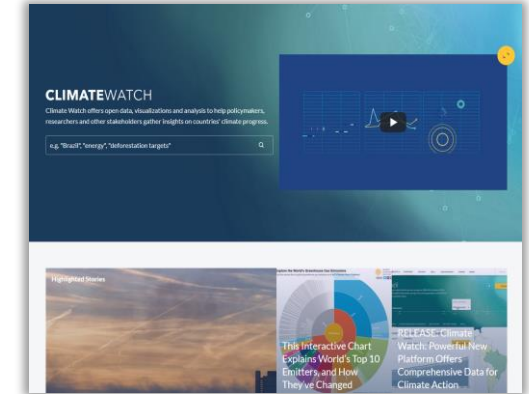 CLIMATEWATCH
Climate Watch offers open data, visualizations and analysis to help policymakers,
researchers and other stakeholders gather insights on countries' climate progress.
e.g. "Brazil", "energy", "deforestation targets"
Highlighted Stories
This Interactive Chart
Explains World's Top 10
Emitters, and How
They've Changed
RELEASE: Climate
Watch: Powerful New
Platform Offers
Comprehensive Data for
Climate Action